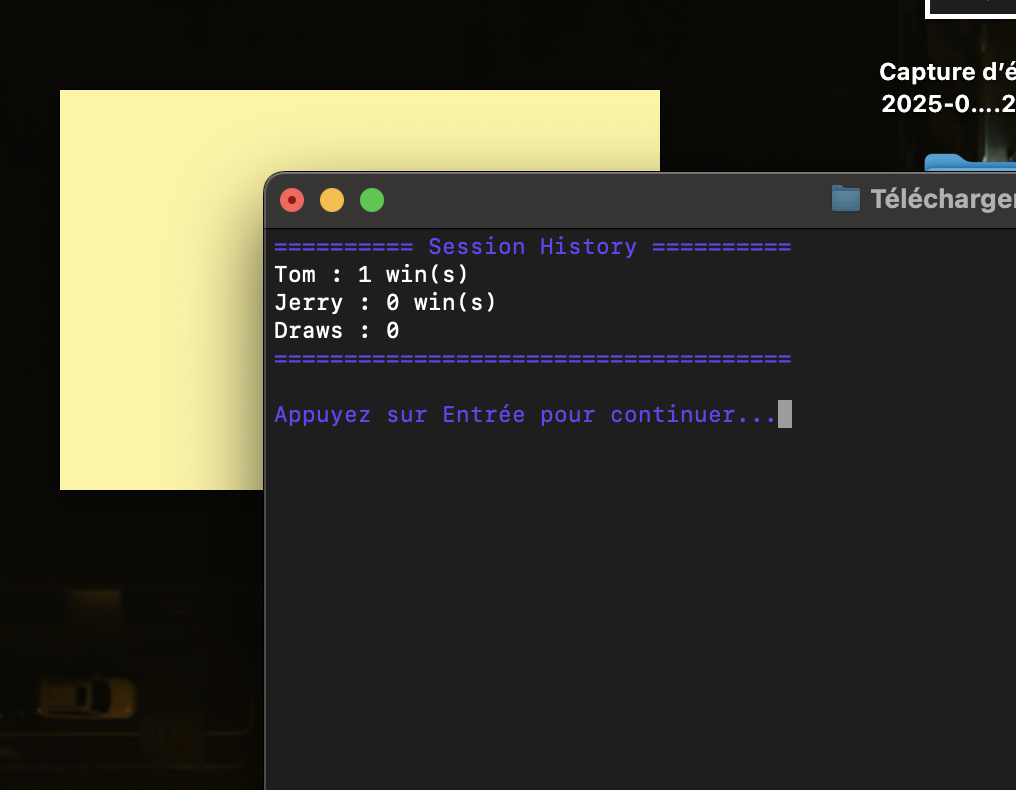 Capture d'é
2025-0....2
Télécharge
========== Session History ==========
Tom : 1 win(s)
Jerry : 0 win(s)
Draws : 0
=====================================
Appuyez sur Entrée pour continuer...